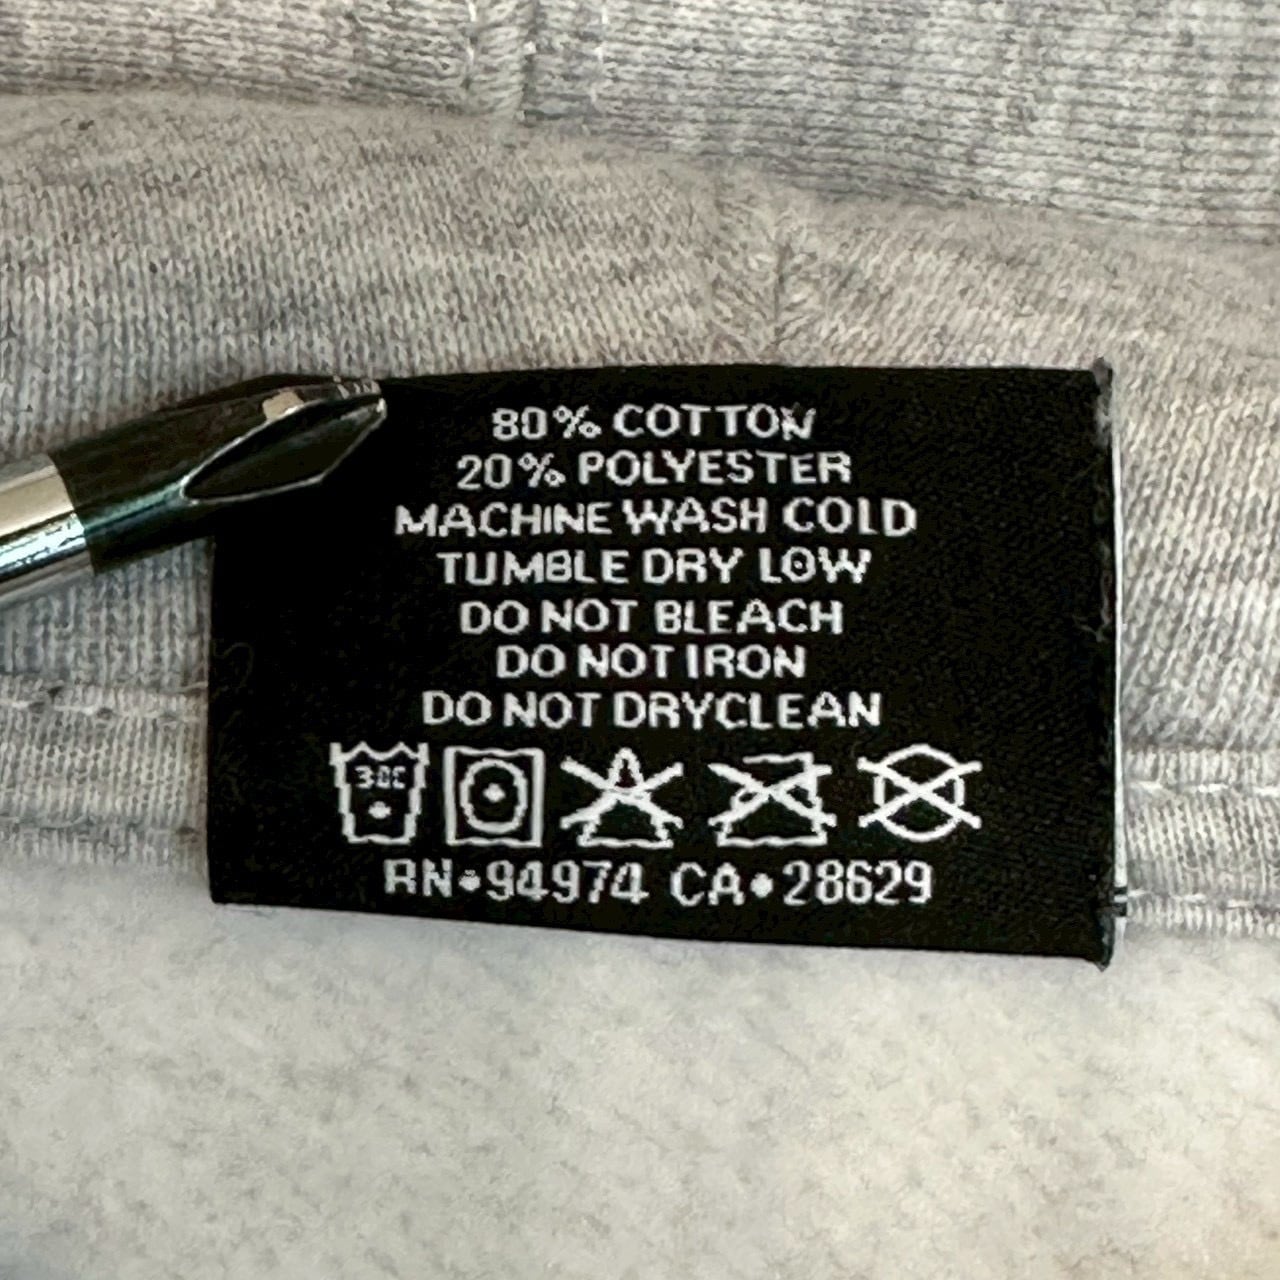 80% COTTON
20% POLYESTER
MACHINE WASH COLD
TUMBLE DRY LOW
DO NOT BLEACH
DO NOT IRON
DO NOT DRYCLEAN
30C
RN•94974 CA•28629